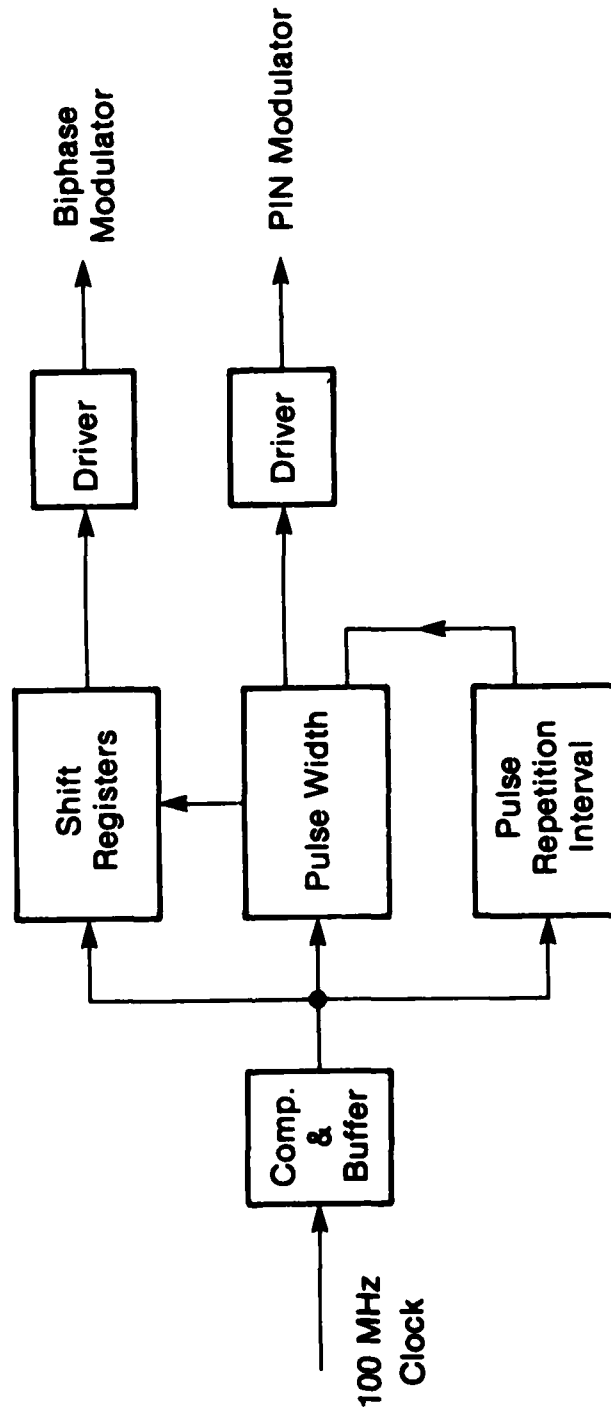 100 MHz
Clock
Comp.
&
Buffer
Shift
Registers
Pulse Width
Pulse
Repetition
Interval
Driver
Driver
Biphase
Modulator
PIN Modulator